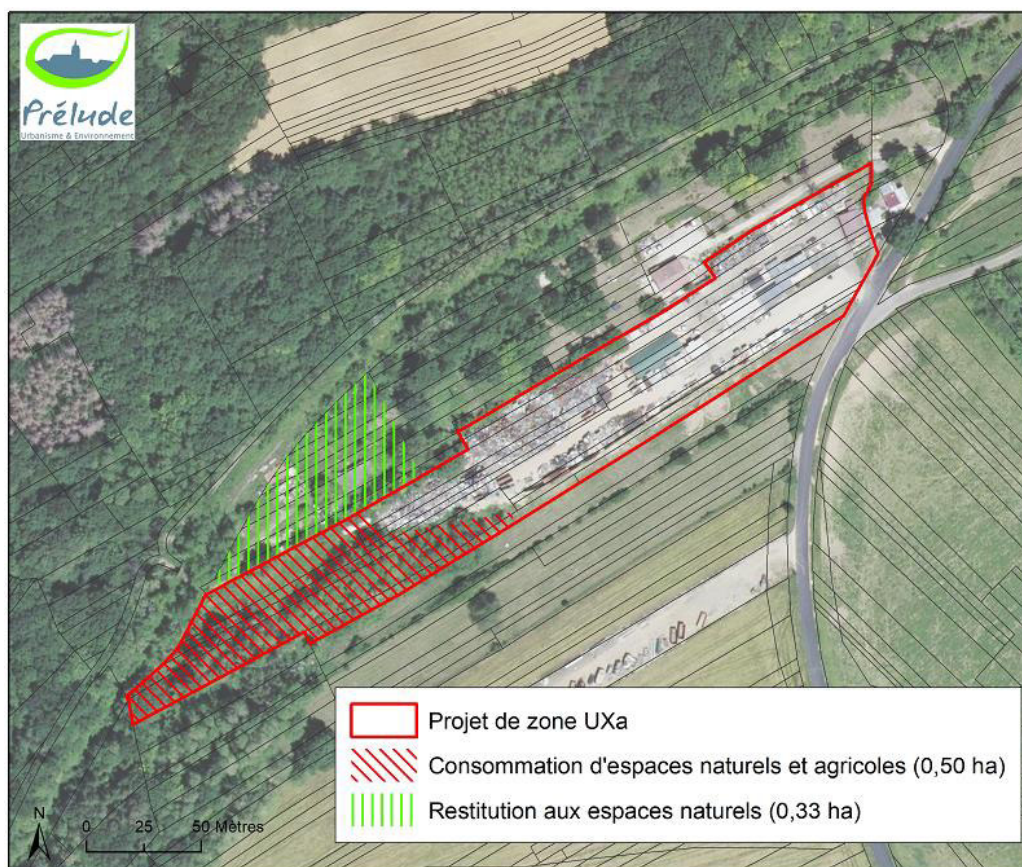 Prélude
Urbanisme & Environnement
Projet de zone UXa
Consommation d'espaces naturels et agricoles (0,50 ha)
Restitution aux espaces naturels (0,33 ha)
N
0 25 50 Mètres